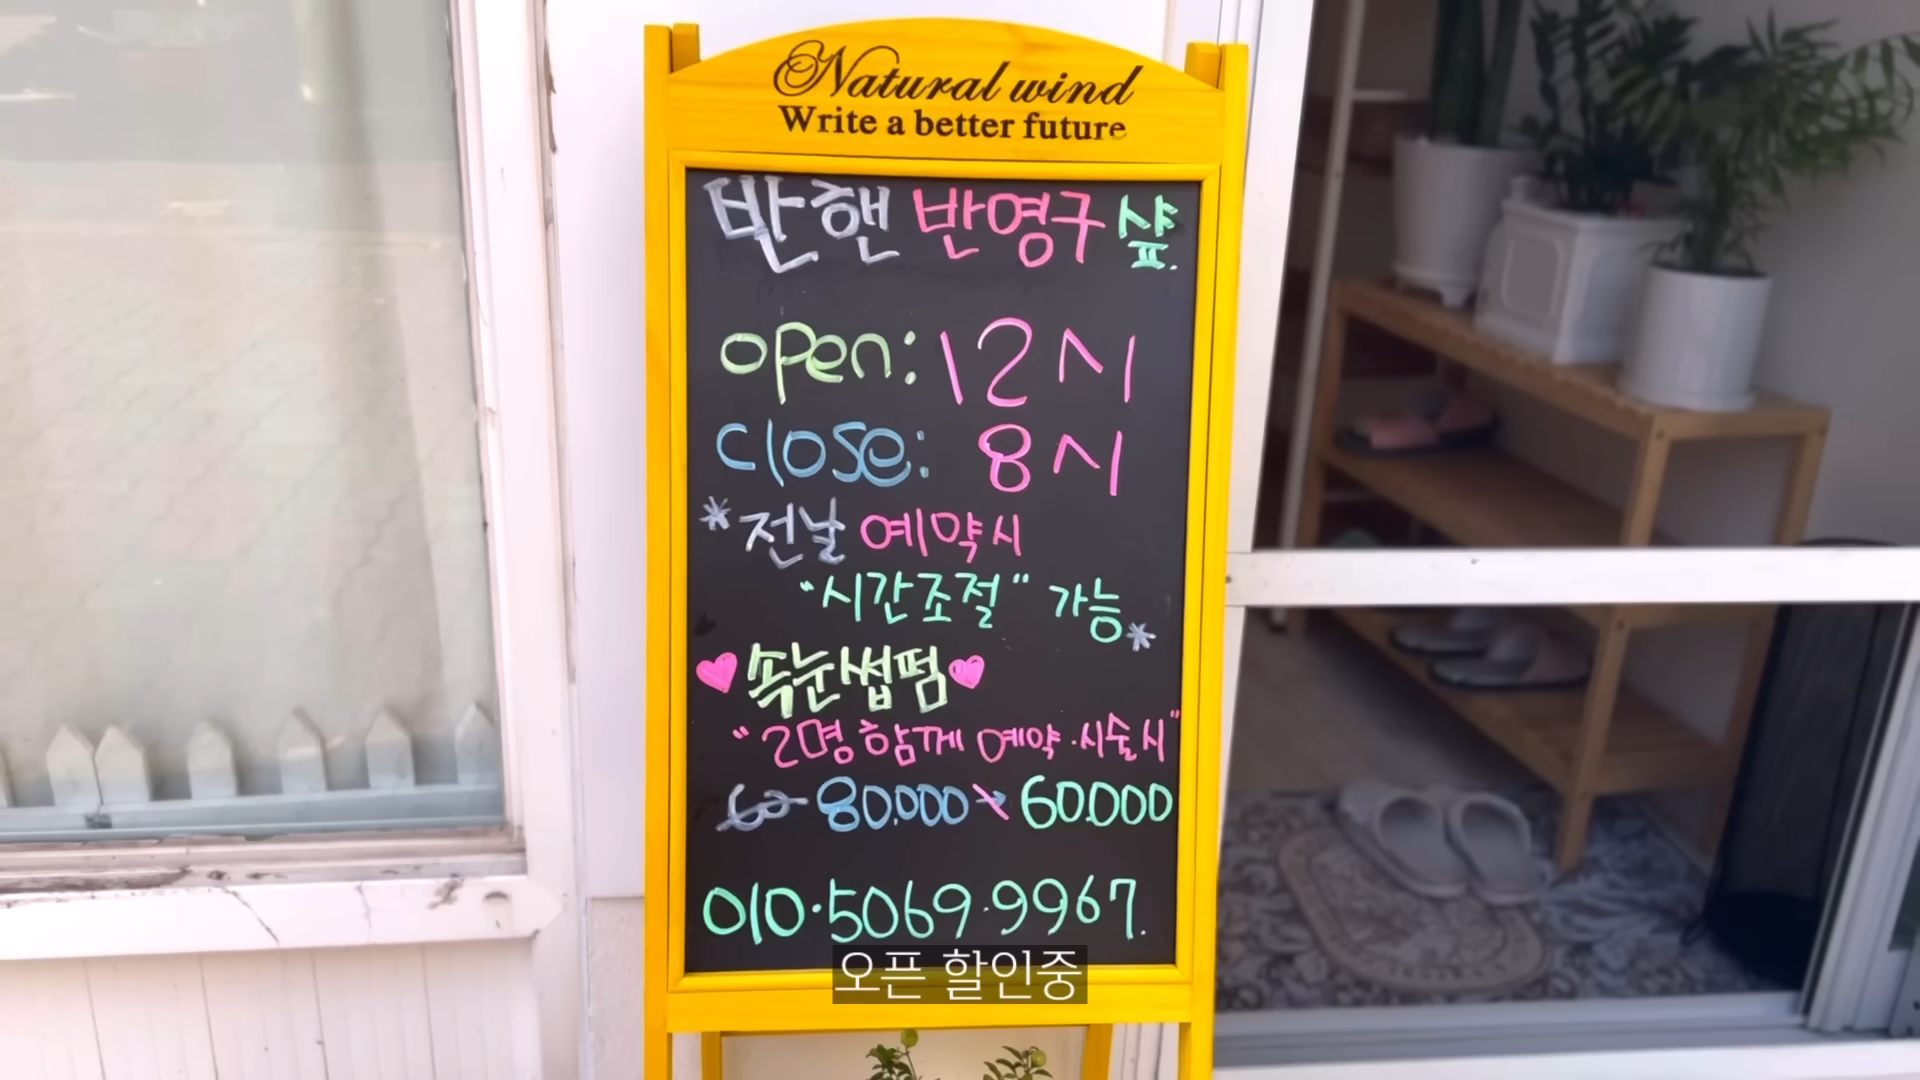 Natural wind
Write a better future
반핸 반영구 샾.
open: 12시
close: 8시
*전날 예약시
"시간조절" 가능*
♥속눈썹펌♥
"2명 함께 예약·시술시"
60 80.000 → 60.000
010·5069·9967.
오픈 할인중